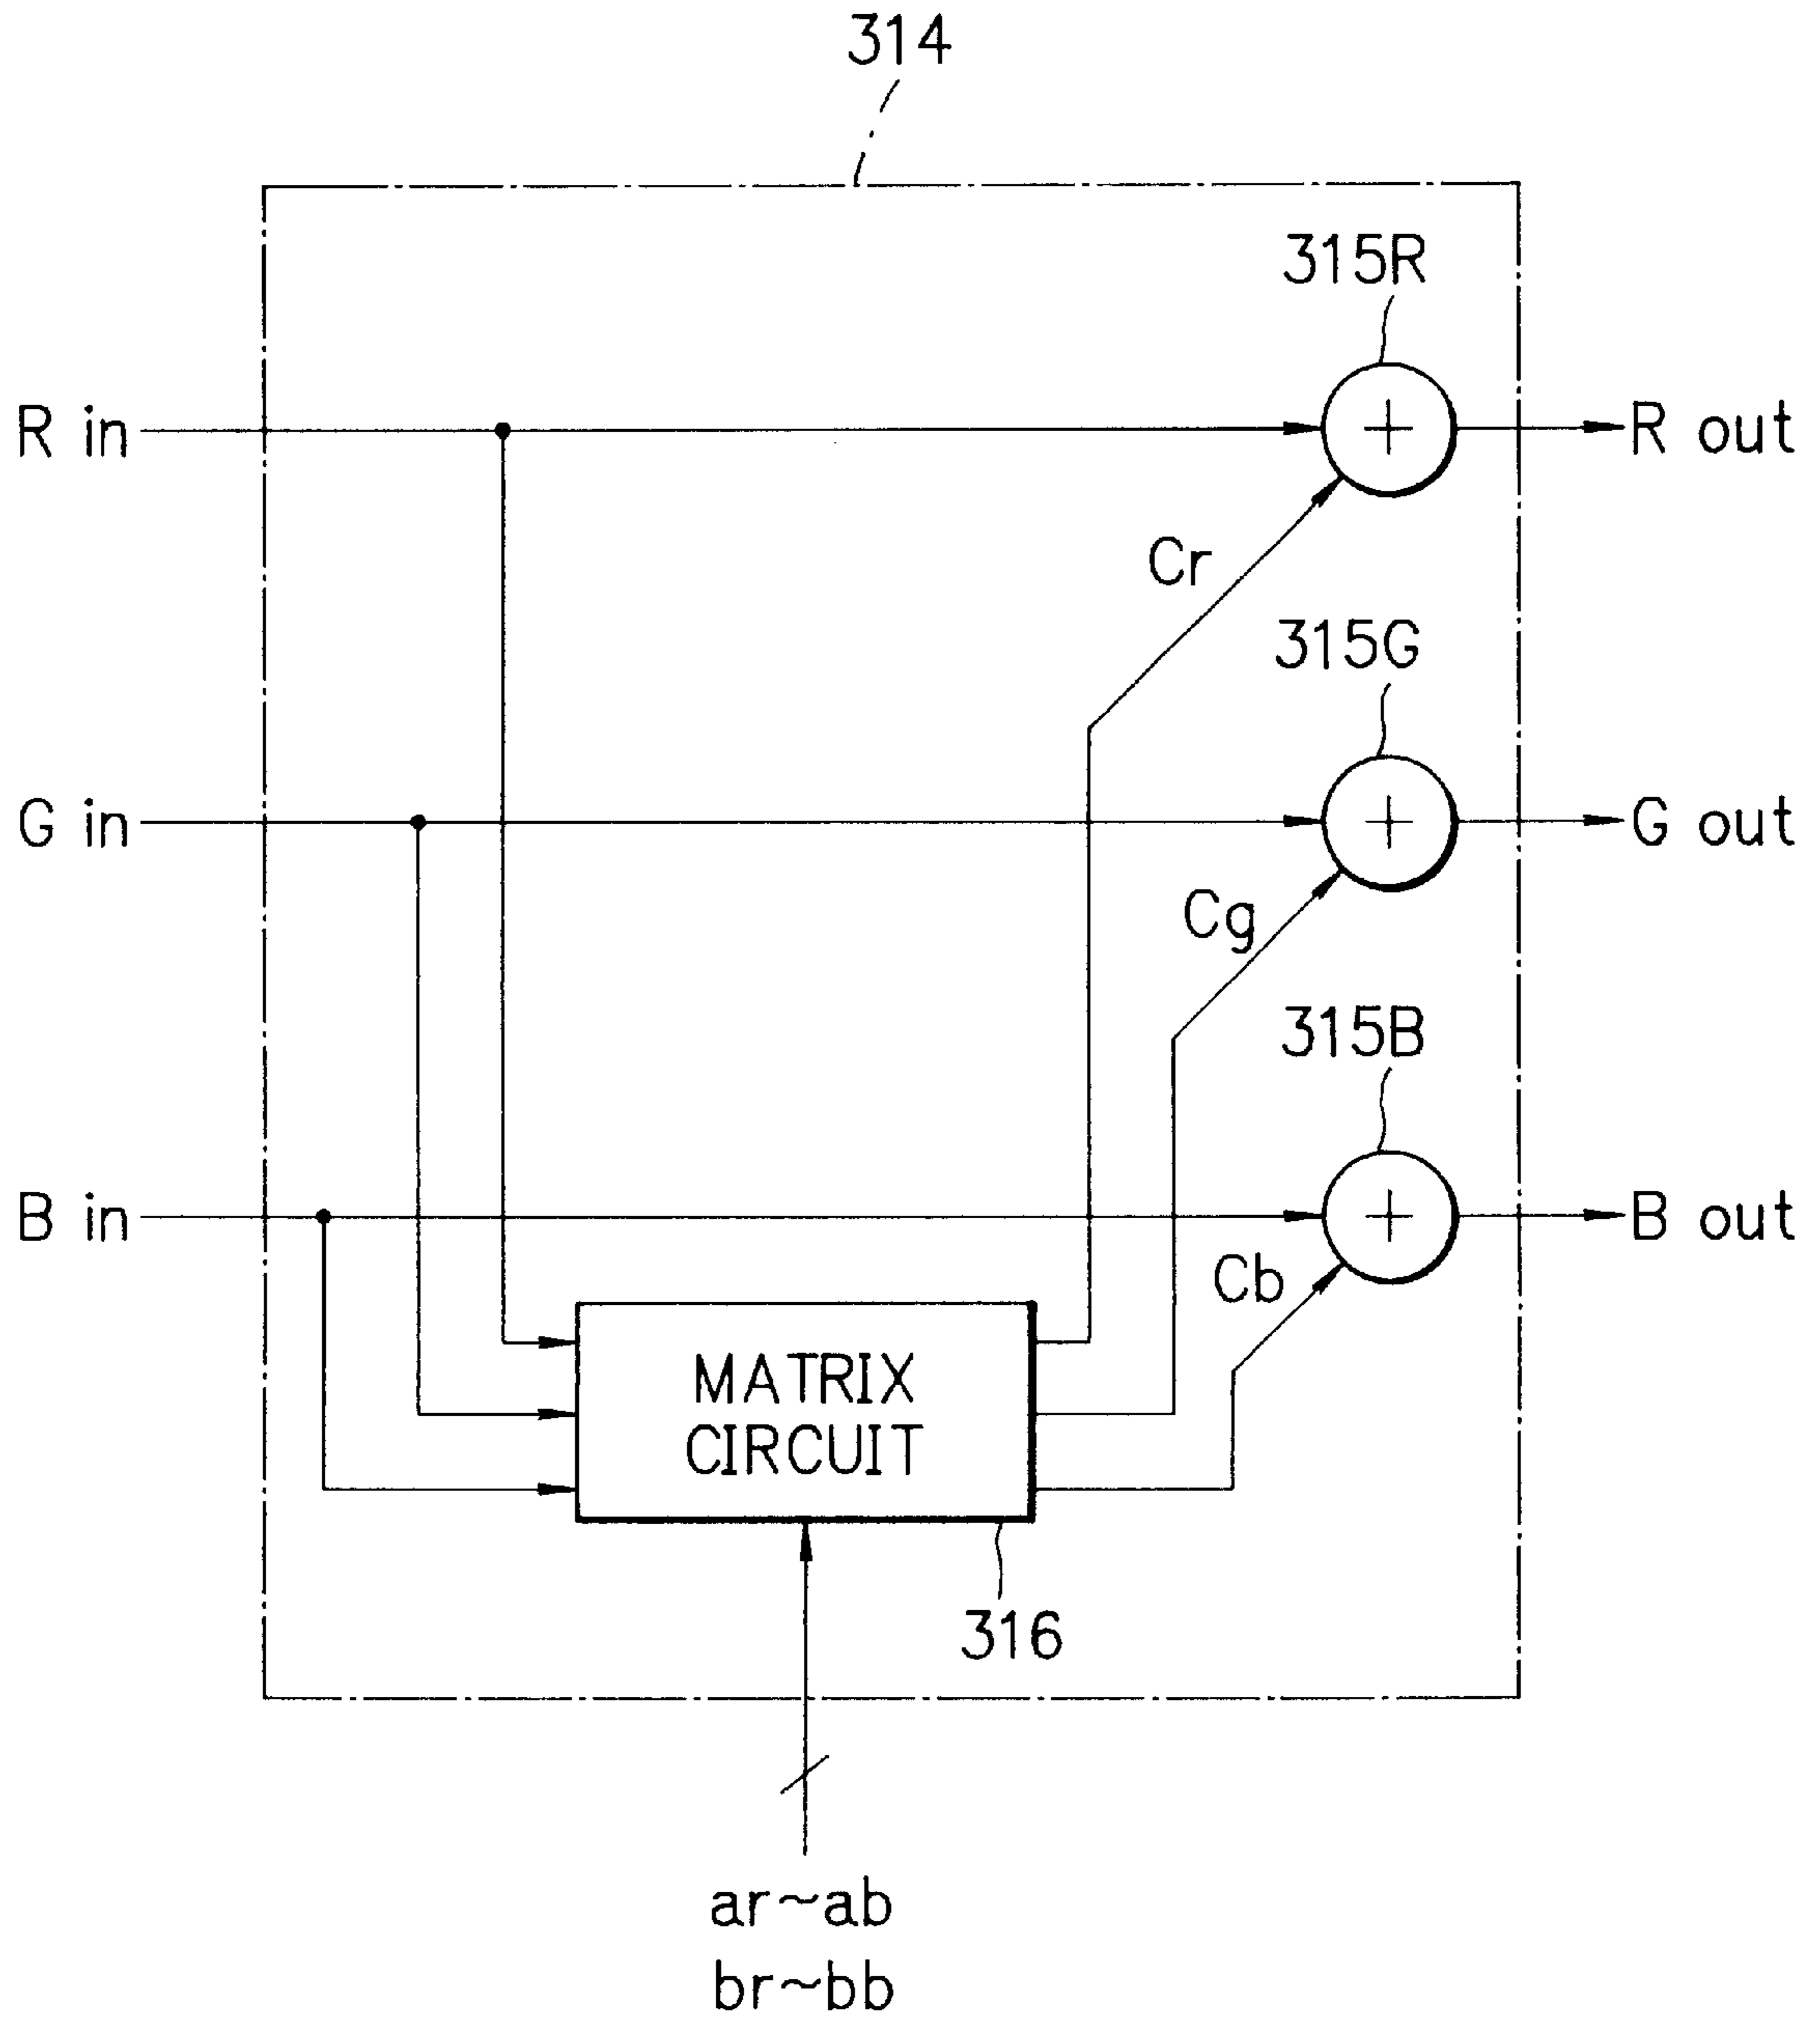 314
315R
R in
R out
Cr
315G
G in
G out
Cg
315B
B in
B out
Cb
MATRIX
CIRCUIT
316
ar~ab
br~bb